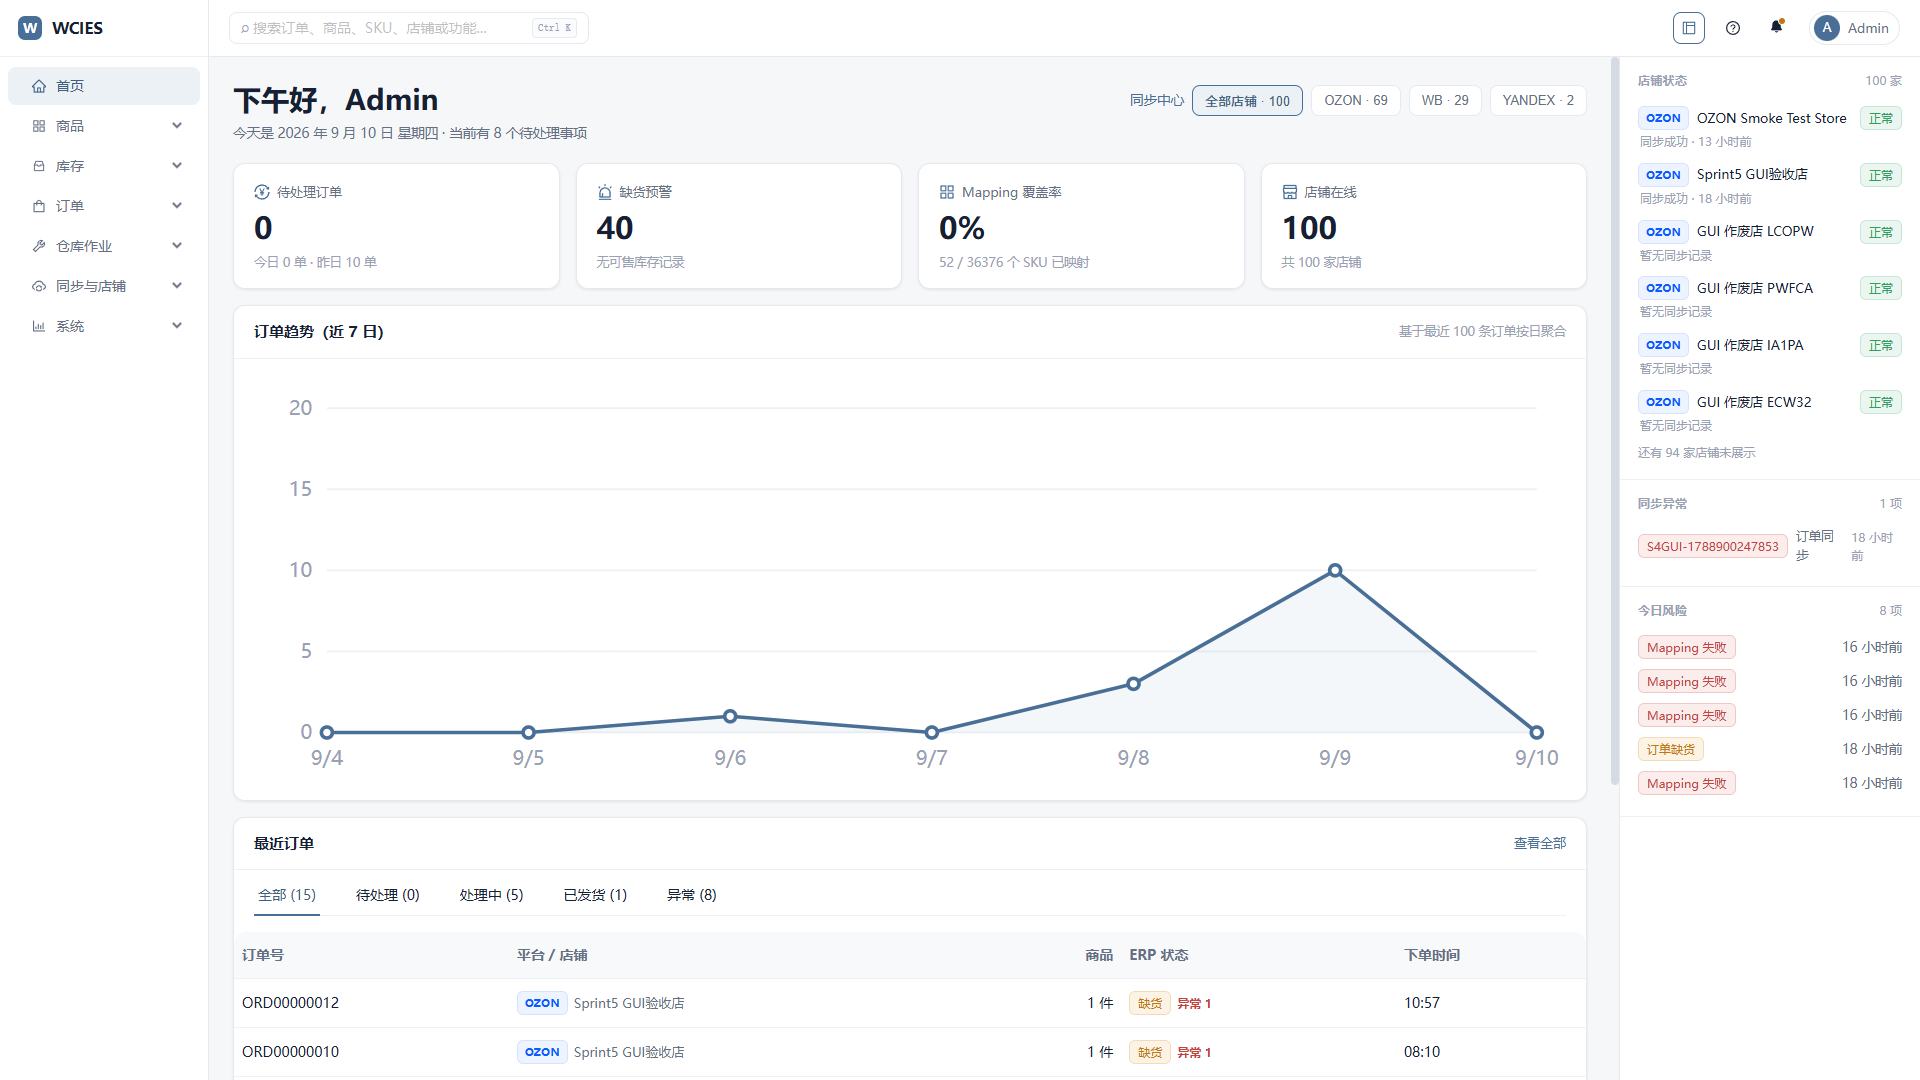 W WCIES
搜索订单、商品、SKU、店铺或功能... Ctrl K
A Admin
首页
商品
库存
订单
仓库作业
同步与店铺
系统
下午好，Admin
今天是 2026 年 9 月 10 日 星期四 · 当前有 8 个待处理事项
同步中心 全部店铺 · 100 OZON · 69 WB · 29 YANDEX · 2
待处理订单
0
今日 0 单 · 昨日 10 单
缺货预警
40
无可售库存记录
Mapping 覆盖率
0%
52 / 36376 个 SKU 已映射
店铺在线
100
共 100 家店铺
订单趋势（近 7 日） 基于最近 100 条订单按日聚合
20
15
10
5
0
9/4 9/5 9/6 9/7 9/8 9/9 9/10
最近订单 查看全部
全部 (15) 待处理 (0) 处理中 (5) 已发货 (1) 异常 (8)
订单号 平台 / 店铺 商品 ERP 状态 下单时间
ORD00000012 OZON Sprint5 GUI验收店 1 件 缺货 异常 1 10:57
ORD00000010 OZON Sprint5 GUI验收店 1 件 缺货 异常 1 08:10
店铺状态 100 家
OZON OZON Smoke Test Store 正常
同步成功 · 13 小时前
OZON Sprint5 GUI验收店 正常
同步成功 · 18 小时前
OZON GUI 作废店 LCOPW 正常
暂无同步记录
OZON GUI 作废店 PWFCA 正常
暂无同步记录
OZON GUI 作废店 IA1PA 正常
暂无同步记录
OZON GUI 作废店 ECW32 正常
暂无同步记录
还有 94 家店铺未展示
同步异常 1 项
S4GUI-1788900247853 订单同步 18 小时前
今日风险 8 项
Mapping 失败 16 小时前
Mapping 失败 16 小时前
Mapping 失败 16 小时前
订单缺货 18 小时前
Mapping 失败 18 小时前